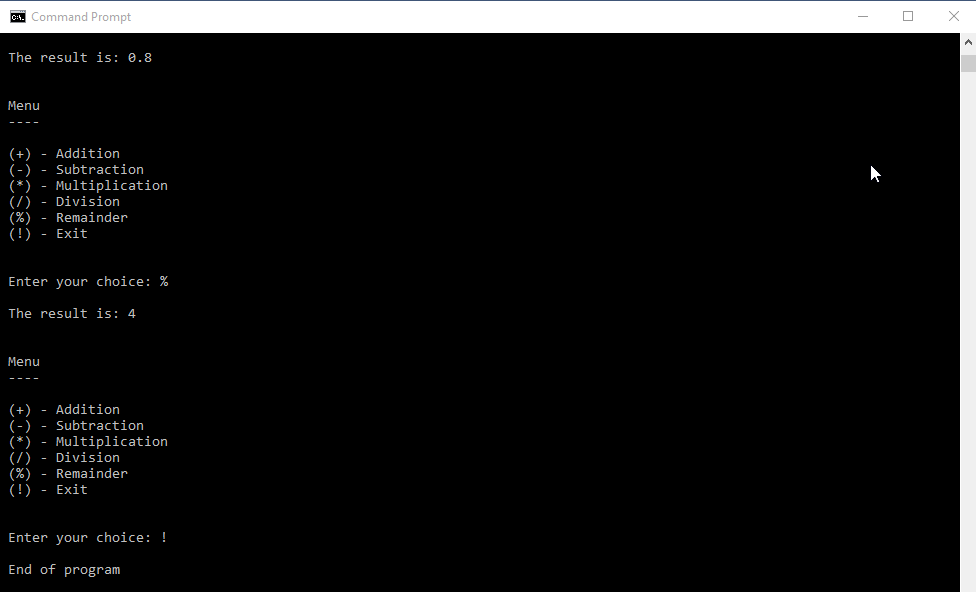 Command Prompt
The result is: 0.8
Menu
----
(+) - Addition
(-) - Subtraction
(*) - Multiplication
(/) - Division
(%) - Remainder
(!) - Exit
Enter your choice: %
The result is: 4
Menu
----
(+) - Addition
(-) - Subtraction
(*) - Multiplication
(/) - Division
(%) - Remainder
(!) - Exit
Enter your choice: !
End of program